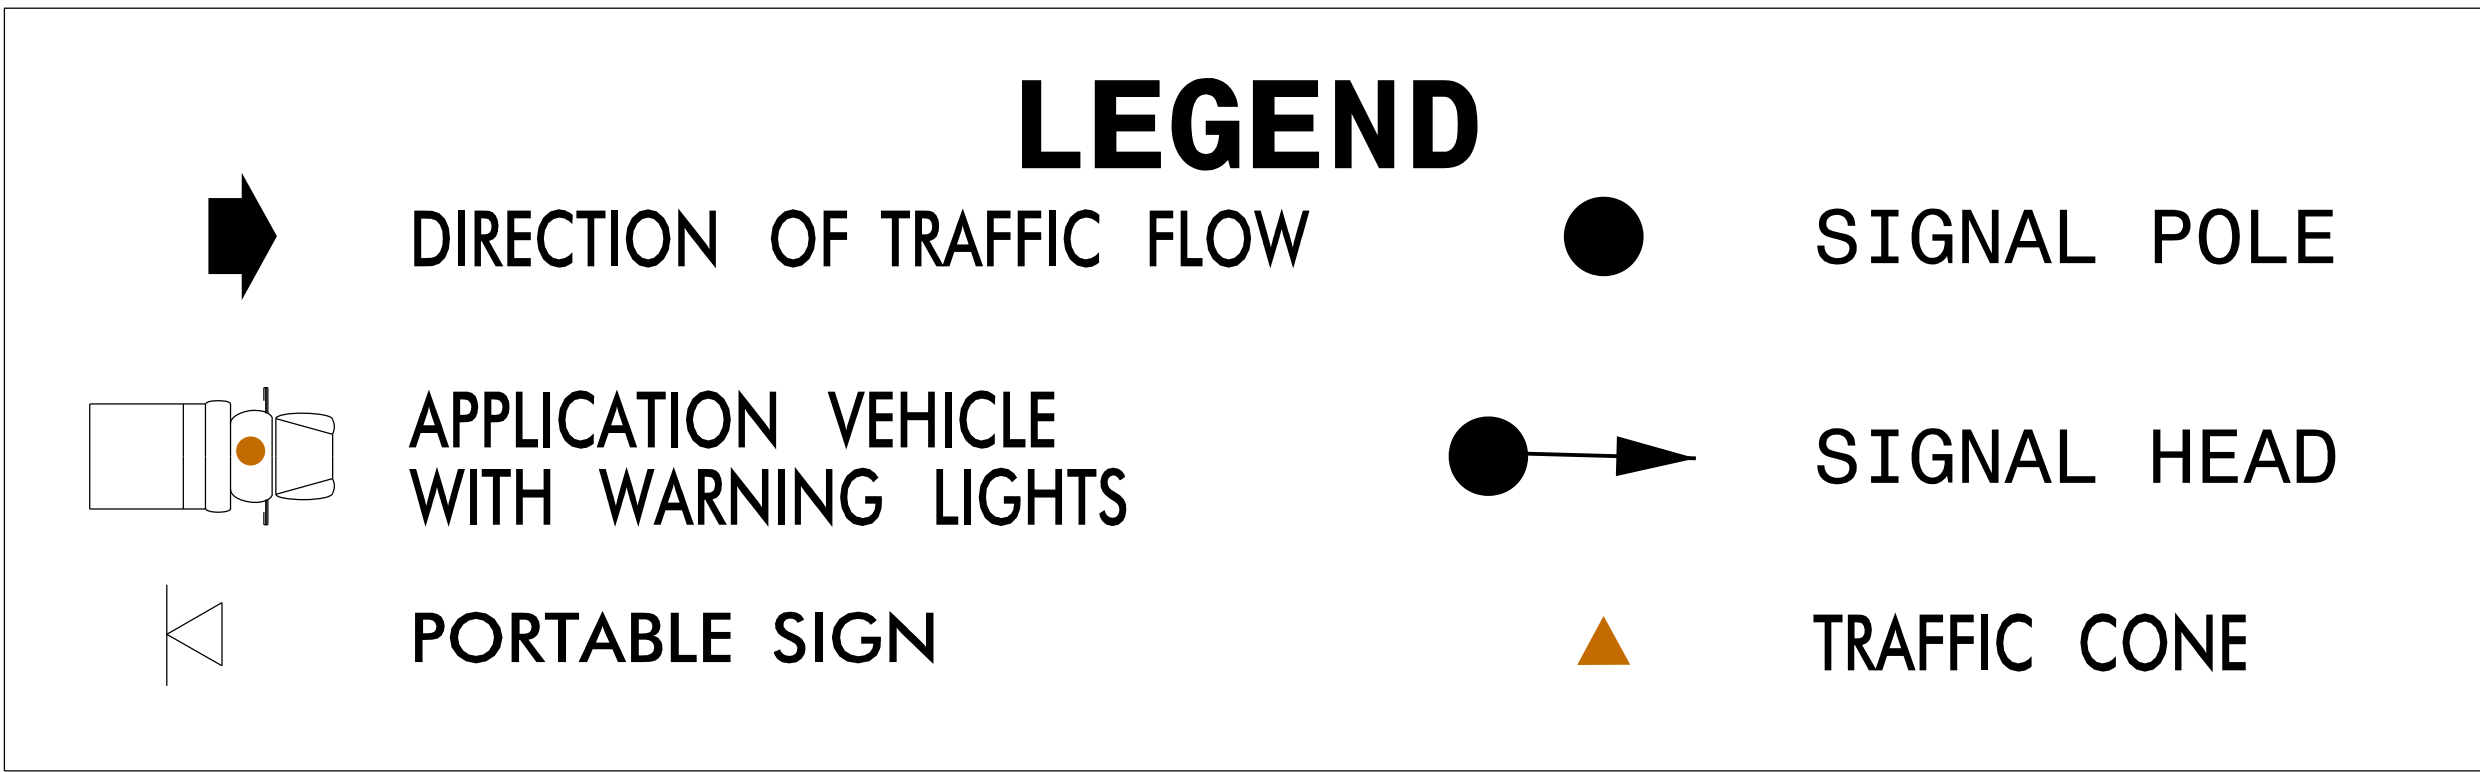 LEGEND
DIRECTION OF TRAFFIC FLOW
SIGNAL POLE
APPLICATION VEHICLE
WITH WARNING LIGHTS
SIGNAL HEAD
PORTABLE SIGN
TRAFFIC CONE